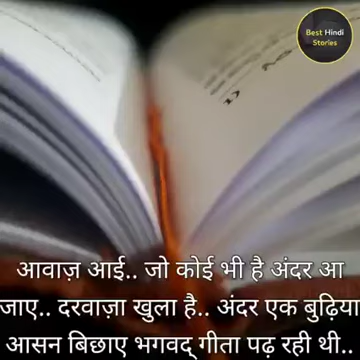 Best Hindi
Stories
आवाज़ आई.. जो कोई भी है अंदर आ
जाए.. दरवाज़ा खुला है.. अंदर एक बुढ़िया
आसन बिछाए भगवद् गीता पढ़ रही थी..